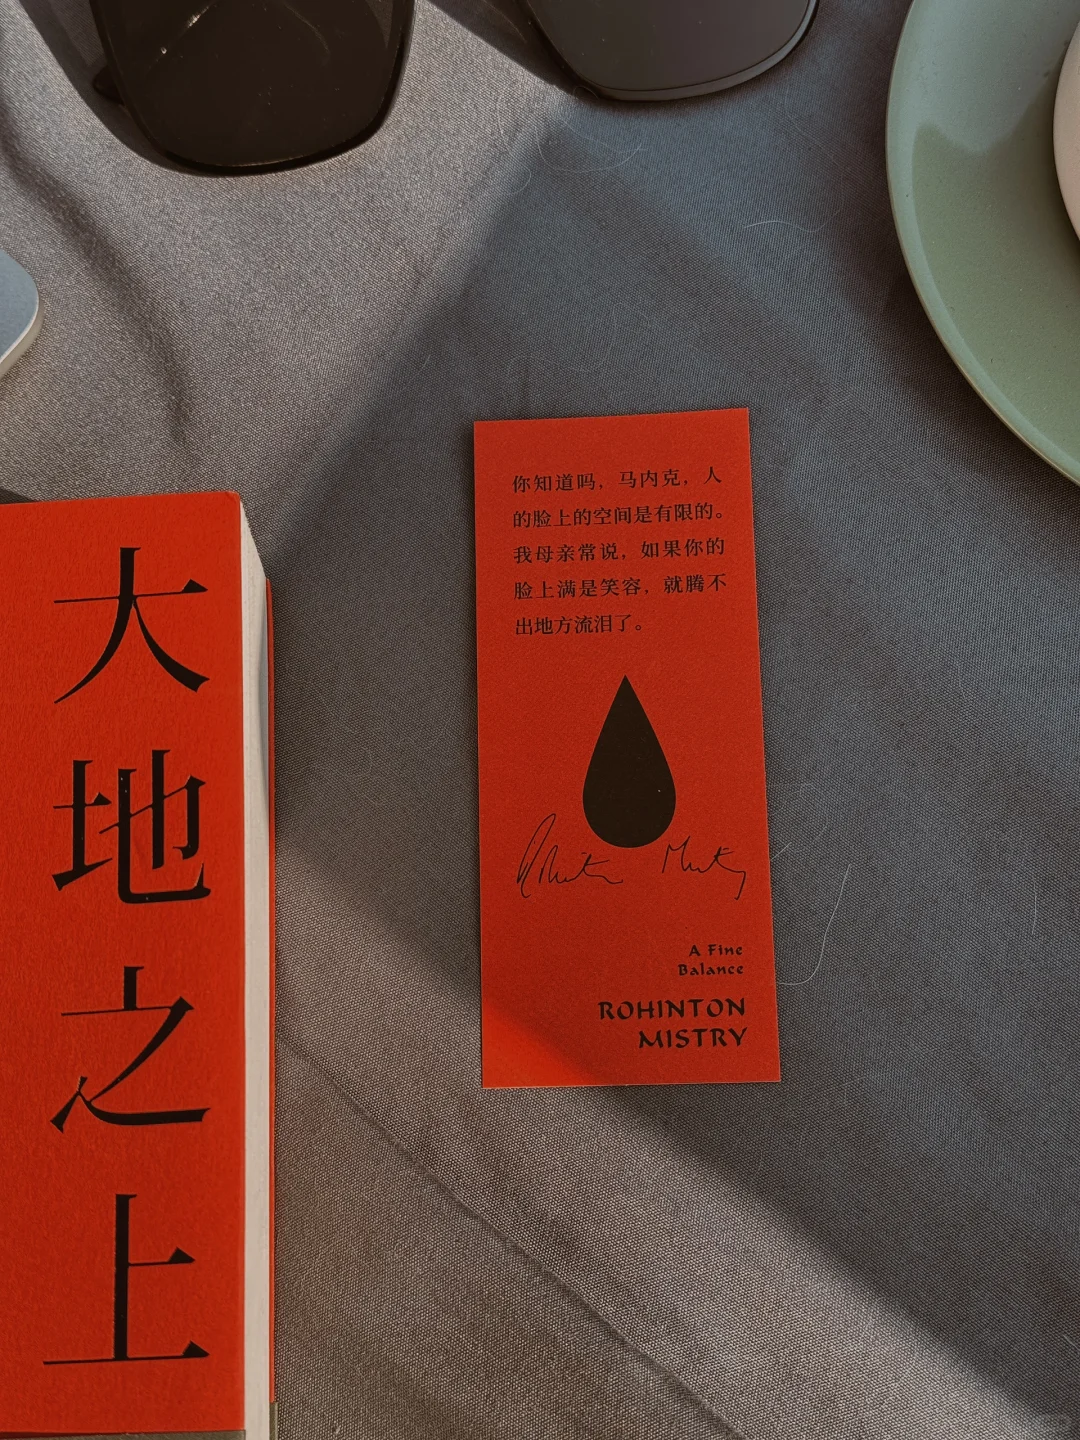 大地之上
你知道吗，马内克，人
的脸上的空间是有限的。
我母亲常说，如果你的
脸上满是笑容，就腾不
出地方流泪了。
Rohinton Mistry
A Fine
Balance
ROHINTON
MISTRY